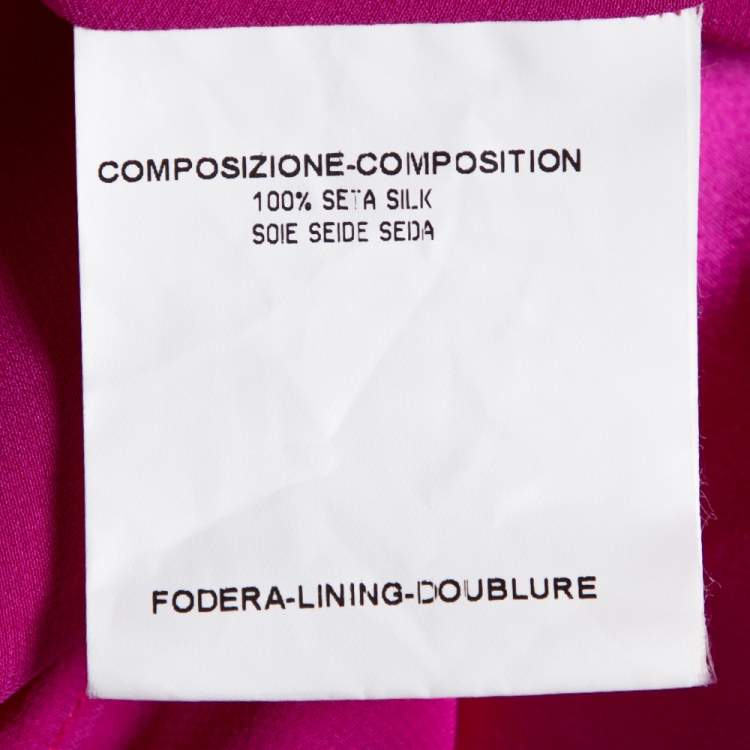 COMPOSIZIONE-COMPOSITION
100% SETA SILK
SOIE SEIDE SEDA
FODERA-LINING-DOUBLURE